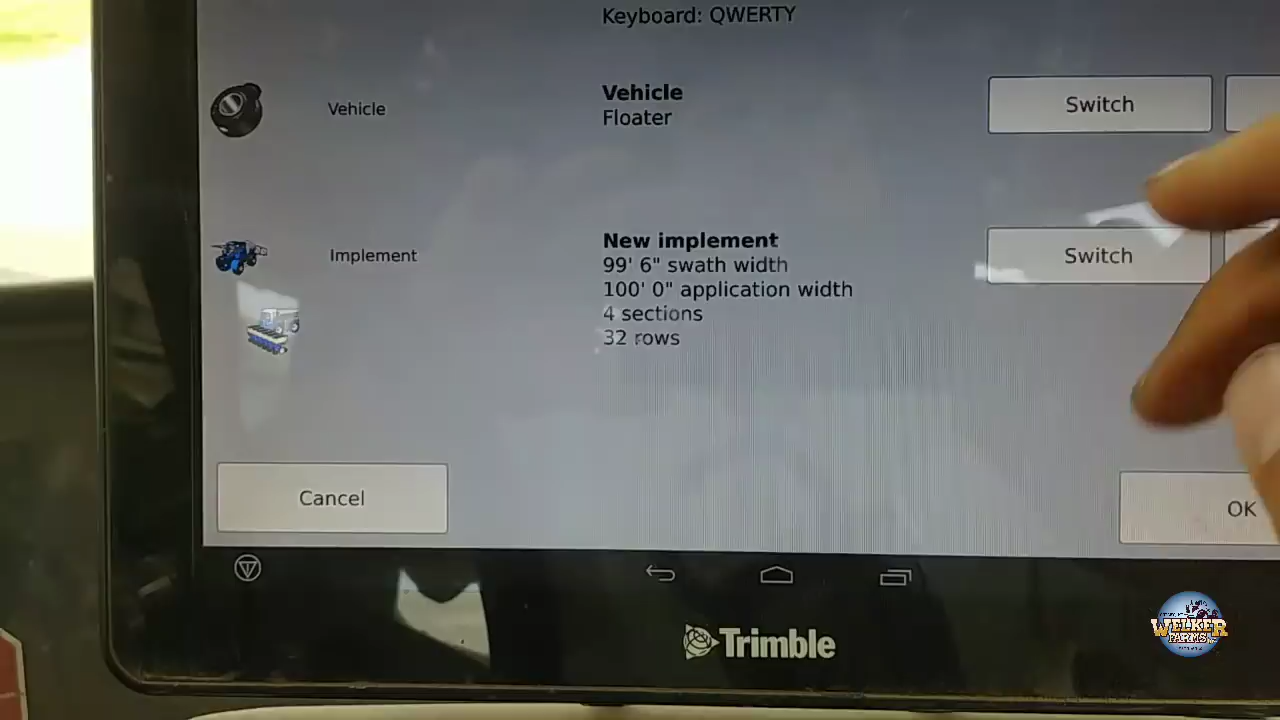 Keyboard: QWERTY
Vehicle
Vehicle
Floater
Switch
Implement
New implement
99' 6" swath width
100' 0" application width
4 sections
32 rows
Switch
Cancel
OK
Trimble
WELKER
FARMS